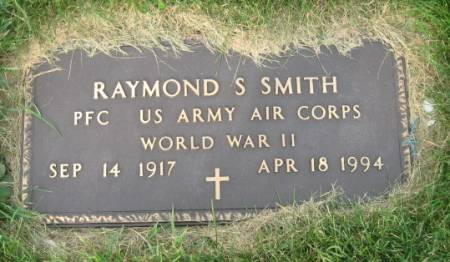 RAYMOND S SMITH
PFC US ARMY AIR CORPS
WORLD WAR II
SEP 14 1917 APR 18 1994